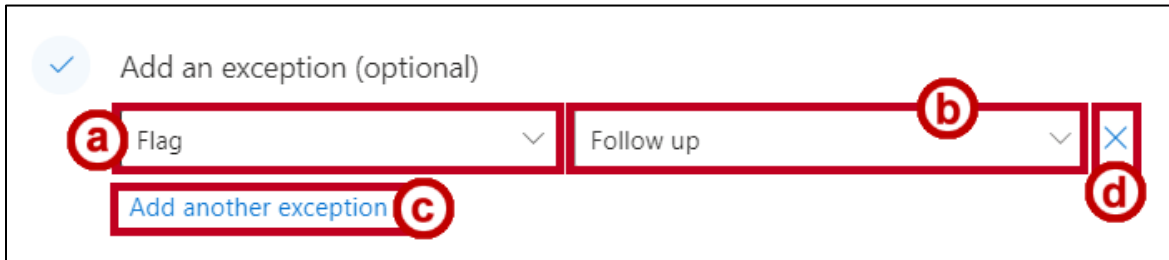 Add an exception (optional)
b
a Flag Follow up
d
Add another exception c